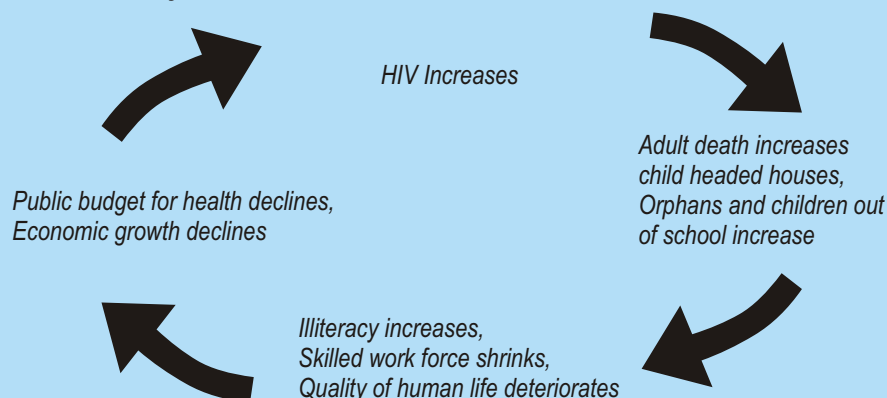 HIV Increases
Adult death increases
child headed houses,
Orphans and children out
of school increase
Illiteracy increases,
Skilled work force shrinks,
Quality of human life deteriorates
Public budget for health declines,
Economic growth declines